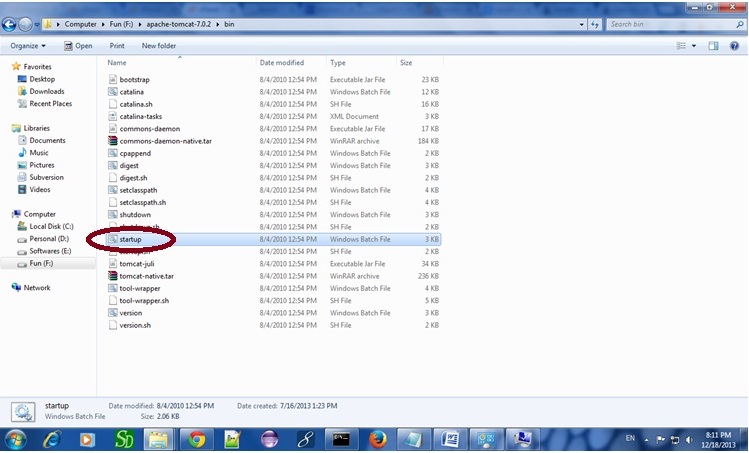 Computer ▸ Fun (F:) ▸ apache-tomcat-7.0.2 ▸ bin
Search bin
Organize Open Print New folder
Name Date modified Type Size
Favorites
Desktop
Downloads
Recent Places
Libraries
Documents
Music
Pictures
Subversion
Videos
Computer
Local Disk (C:)
Personal (D:)
Softwares (E:)
Fun (F:)
Network
bootstrap 8/4/2010 12:54 PM Executable Jar File 23 KB
catalina 8/4/2010 12:54 PM Windows Batch File 12 KB
catalina.sh 8/4/2010 12:54 PM SH File 16 KB
catalina-tasks 8/4/2010 12:54 PM XML Document 3 KB
commons-daemon 8/4/2010 12:54 PM Executable Jar File 17 KB
commons-daemon-native.tar 8/4/2010 12:54 PM WinRAR archive 184 KB
cpappend 8/4/2010 12:54 PM Windows Batch File 2 KB
digest 8/4/2010 12:54 PM Windows Batch File 3 KB
digest.sh 8/4/2010 12:54 PM SH File 2 KB
setclasspath 8/4/2010 12:54 PM Windows Batch File 4 KB
setclasspath.sh 8/4/2010 12:54 PM SH File 4 KB
shutdown 8/4/2010 12:54 PM Windows Batch File 3 KB
shutdown.sh 8/4/2010 12:54 PM SH File 2 KB
startup 8/4/2010 12:54 PM Windows Batch File 3 KB
startup.sh 8/4/2010 12:54 PM SH File 2 KB
tomcat-juli 8/4/2010 12:54 PM Executable Jar File 34 KB
tomcat-native.tar 8/4/2010 12:54 PM WinRAR archive 236 KB
tool-wrapper 8/4/2010 12:54 PM Windows Batch File 4 KB
tool-wrapper.sh 8/4/2010 12:54 PM SH File 5 KB
version 8/4/2010 12:54 PM Windows Batch File 3 KB
version.sh 8/4/2010 12:54 PM SH File 2 KB
startup Date modified: 8/4/2010 12:54 PM Date created: 7/16/2013 1:23 PM
Windows Batch File Size: 2.06 KB
EN 8:11 PM
12/18/2013